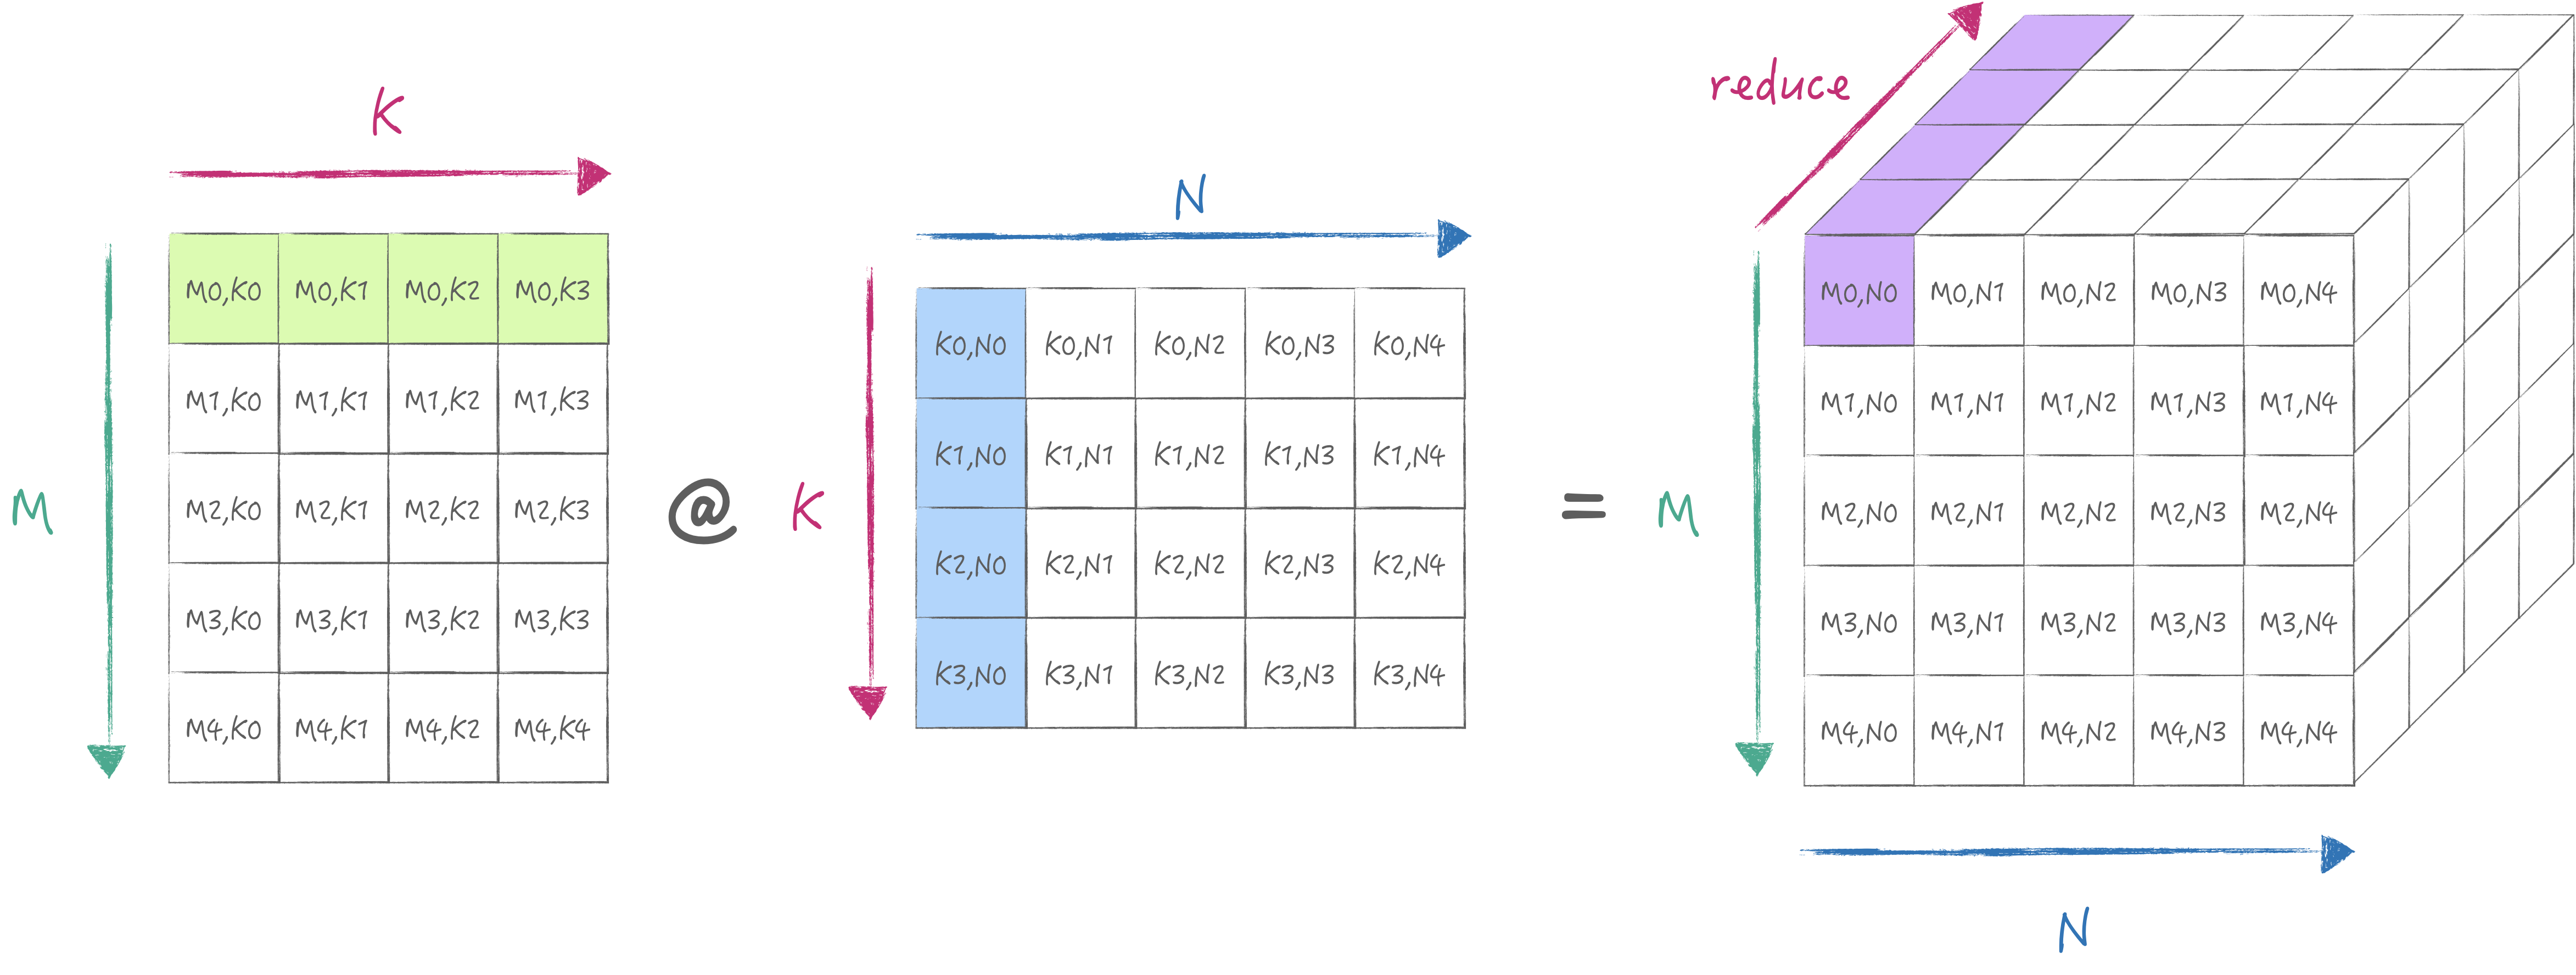 K
M
M0,K0 M0,K1 M0,K2 M0,K3
M1,K0 M1,K1 M1,K2 M1,K3
M2,K0 M2,K1 M2,K2 M2,K3
M3,K0 M3,K1 M3,K2 M3,K3
M4,K0 M4,K1 M4,K2 M4,K4
@
N
K
K0,N0 K0,N1 K0,N2 K0,N3 K0,N4
K1,N0 K1,N1 K1,N2 K1,N3 K1,N4
K2,N0 K2,N1 K2,N2 K2,N3 K2,N4
K3,N0 K3,N1 K3,N2 K3,N3 K3,N4
=
reduce
M
M0,N0 M0,N1 M0,N2 M0,N3 M0,N4
M1,N0 M1,N1 M1,N2 M1,N3 M1,N4
M2,N0 M2,N1 M2,N2 M2,N3 M2,N4
M3,N0 M3,N1 M3,N2 M3,N3 M3,N4
M4,N0 M4,N1 M4,N2 M4,N3 M4,N4
N